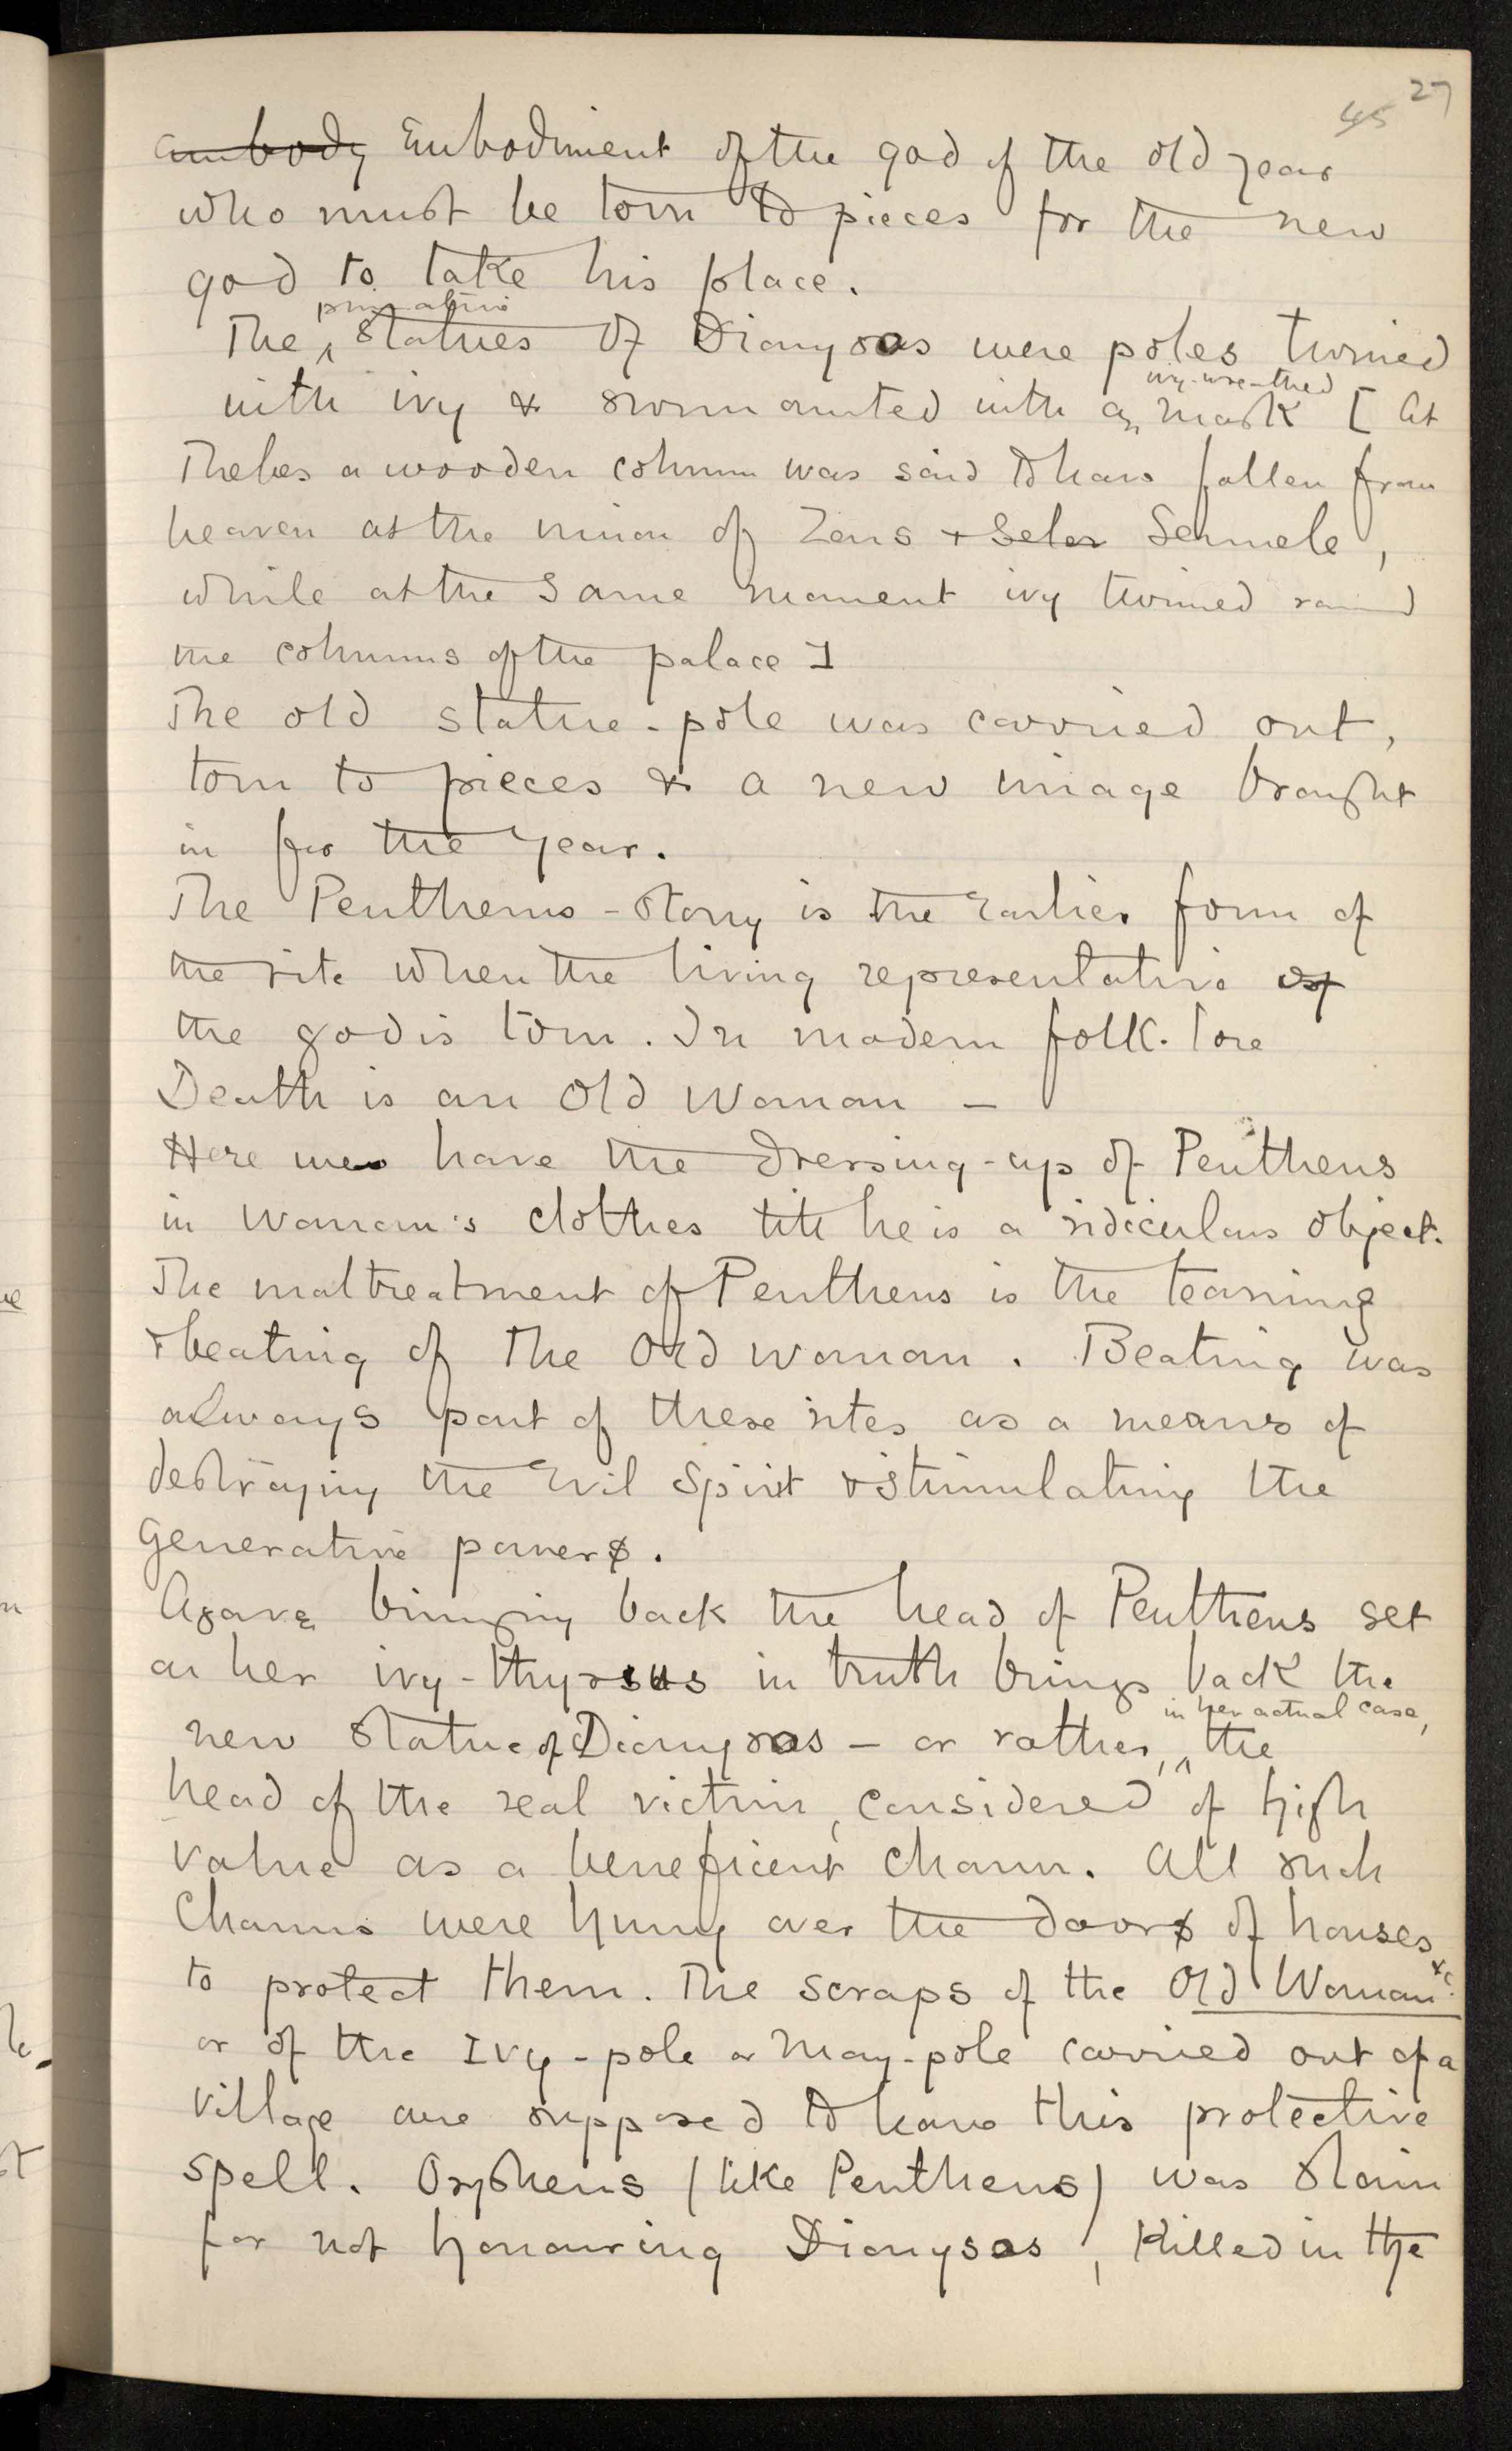 45 27
embody Embodiment of the god of the old year
who must be torn to pieces for the new
god to take his place.
primative
The ‸ statues of Dionysos were poles twined
ivy-wreathed
with ivy & surmounted with a ‸ mask [ At
Thebes a wooden column was said to have fallen from
heaven at the union of Zeus + Seler Semele,
while at the same moment ivy twined round
the columns of the palace ]
The old statue-pole was carried out,
torn to pieces & a new image brought
in for the year.
The Pentheus-story is the Earlier form of
the rite when the living representative of
the god is torn. In modern folk-lore
Death is an Old Woman —
Here we have the dressing-up of Pentheus
in woman's clothes till he is a ridiculous object.
The maltreatment of Pentheus is the tearing
& beating of the Old Woman. Beating was
always part of these rites as a means of
destroying the Evil Spirit & stimulating the
generative powers.
Agave bringing back the head of Pentheus set
on her ivy-thyrsus in truth brings back the
in her actual case,
new statue of Dionysos — or rather, ‸ the
head of the real victim, considered of high
value as a beneficent charm. All such
Charms were hung over the doors of houses
to protect them. The scraps of the Old Woman &c.
or of the Ivy-pole or May-pole carried out of a
village are supposed to have this protective
spell. Orpheus (like Pentheus) was slain
for not honouring Dionysos, killed in the